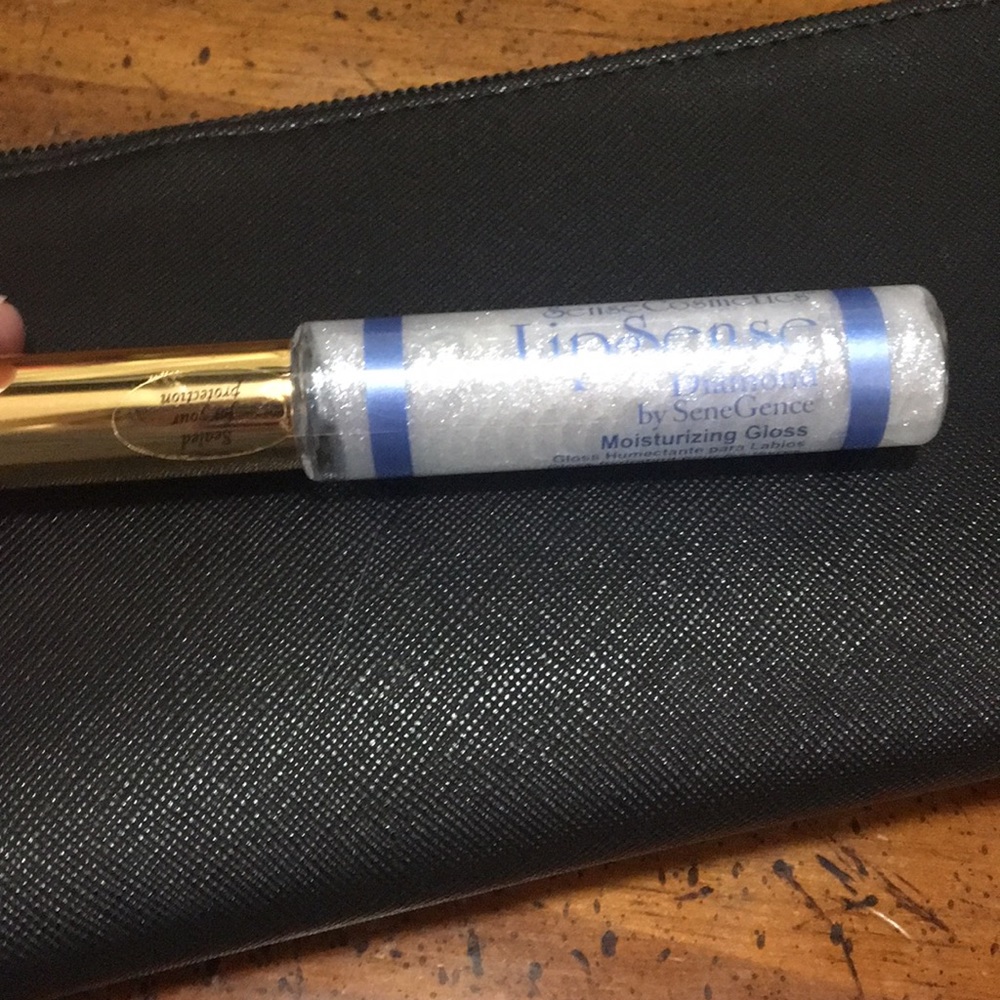 SenseCosmetics
LipSense
Diamond
by SeneGence
Moisturizing Gloss
Gloss Humectante para Labios
Sealed
for your
protection